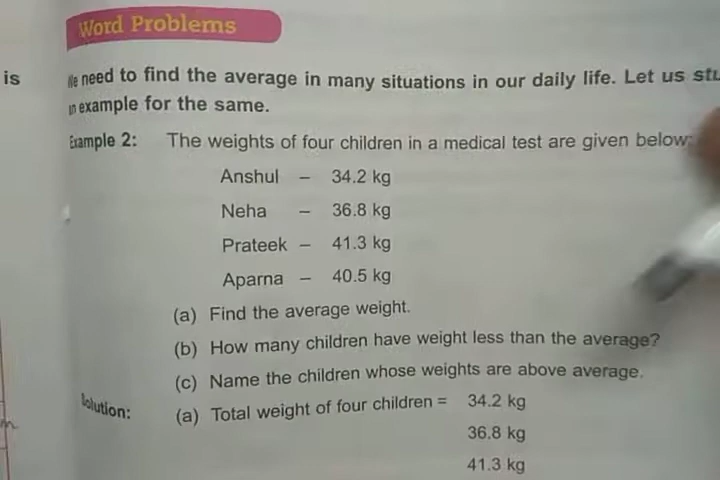 Word Problems
is
We need to find the average in many situations in our daily life. Let us
an example for the same.
Example 2: The weights of four children in a medical test are given below:
Anshul – 34.2 kg
Neha – 36.8 kg
Prateek – 41.3 kg
Aparna – 40.5 kg
(a) Find the average weight.
(b) How many children have weight less than the average?
(c) Name the children whose weights are above average.
Solution: (a) Total weight of four children = 34.2 kg
36.8 kg
41.3 kg